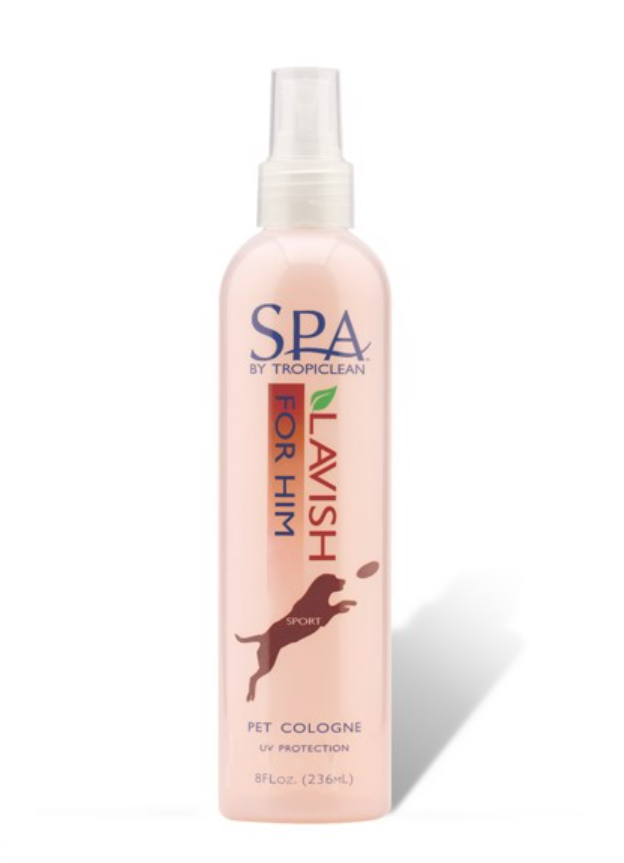 SPA
BY TROPICLEAN
LAVISH
FOR HIM
SPORT
PET COLOGNE
UV PROTECTION
8FLOZ. (236ML)